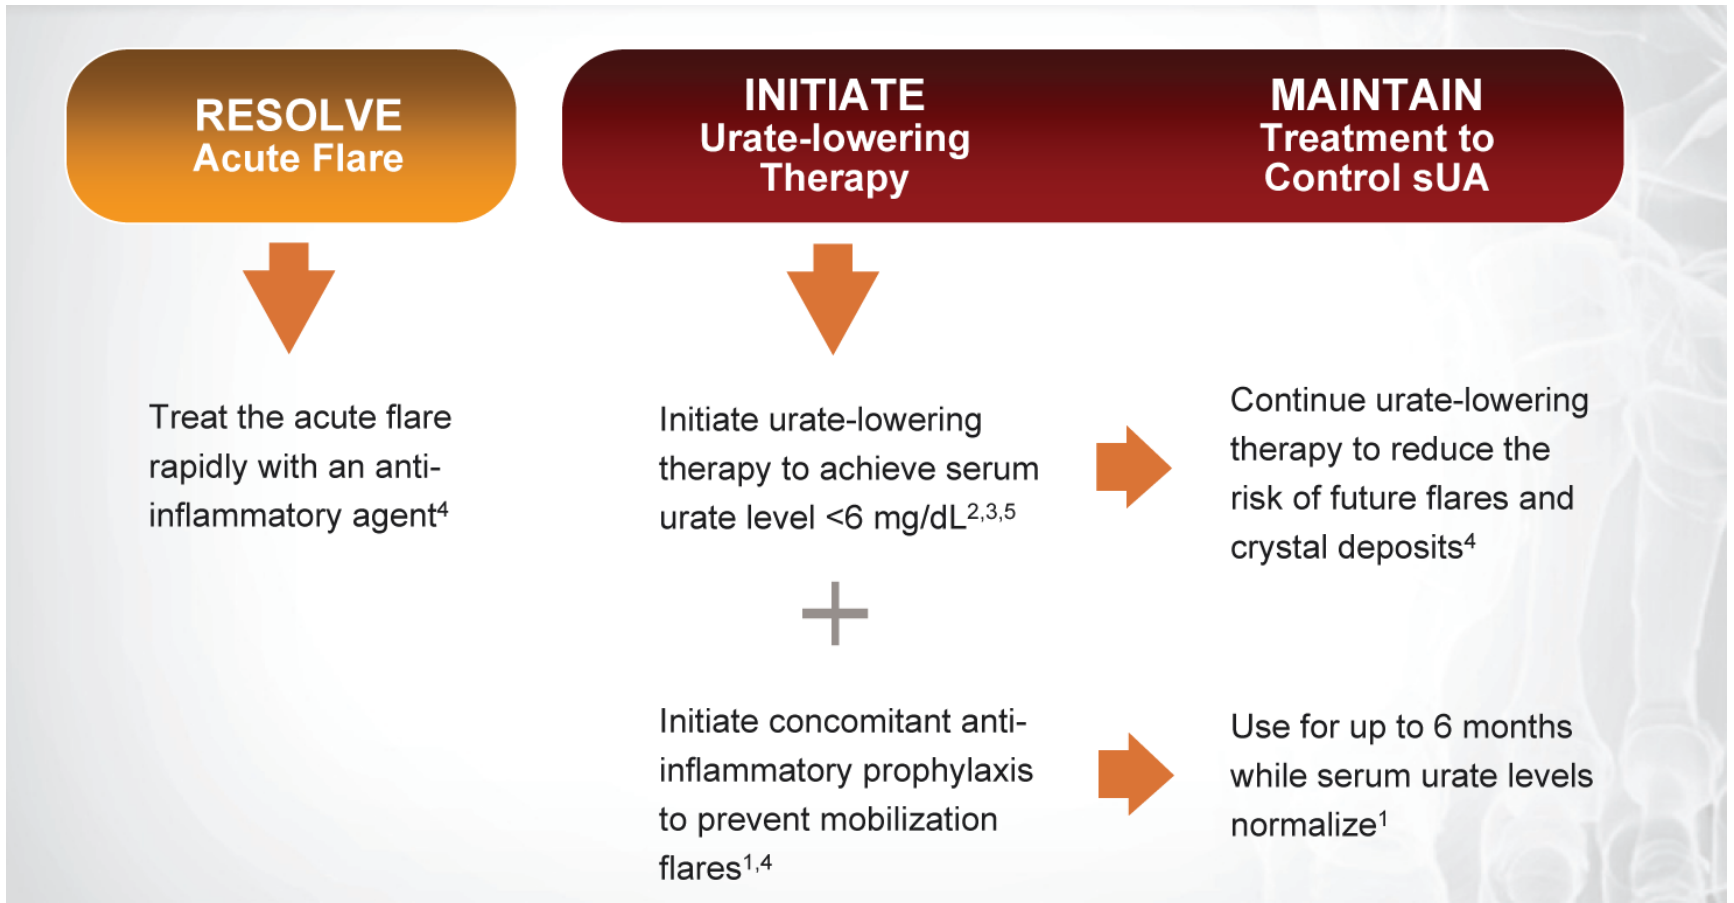 RESOLVE
Acute Flare
INITIATE
Urate-lowering
Therapy
MAINTAIN
Treatment to
Control sUA
Treat the acute flare
rapidly with an anti-
inflammatory agent⁴
Initiate urate-lowering
therapy to achieve serum
urate level <6 mg/dL²,³,⁵
Continue urate-lowering
therapy to reduce the
risk of future flares and
crystal deposits⁴
+
Initiate concomitant anti-
inflammatory prophylaxis
to prevent mobilization
flares¹,⁴
Use for up to 6 months
while serum urate levels
normalize¹